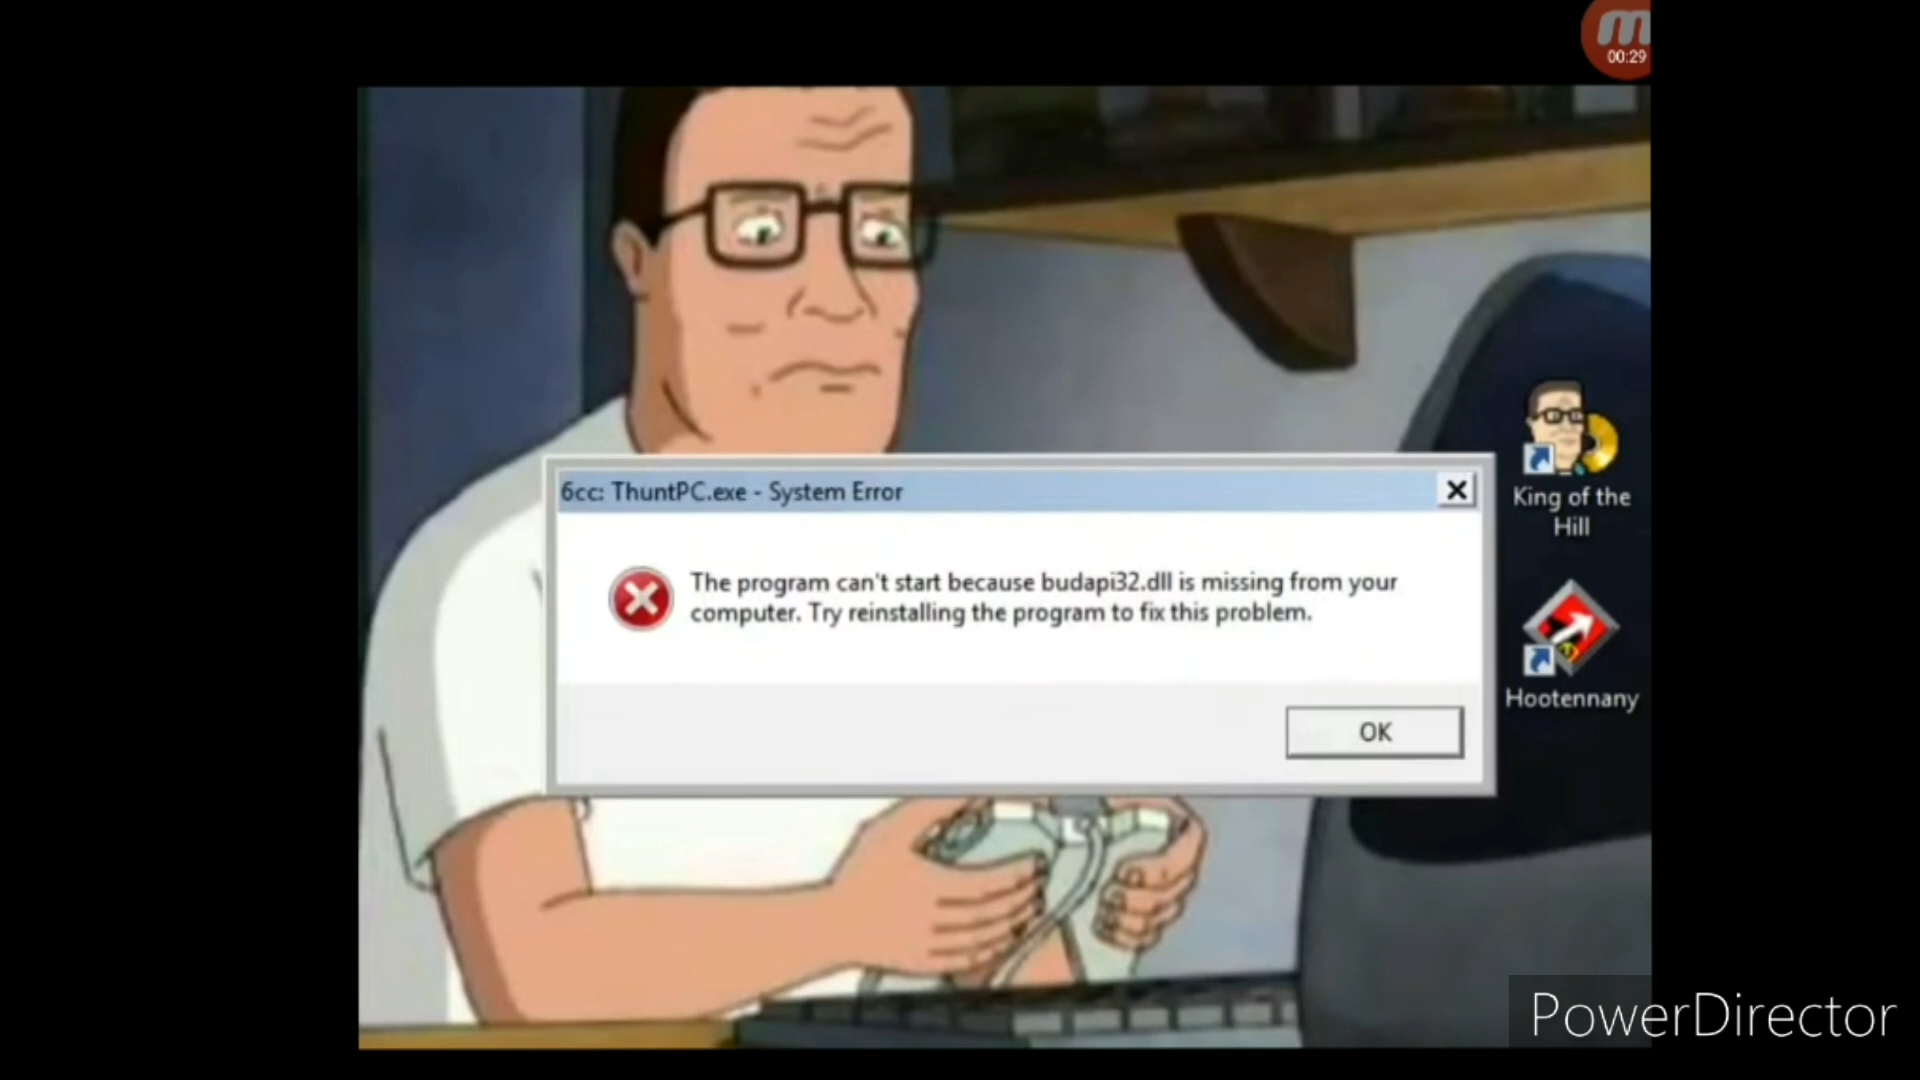 m
00:29
6cc: ThuntPC.exe - System Error
The program can't start because budapi32.dll is missing from your
computer. Try reinstalling the program to fix this problem.
OK
King of the
Hill
Hootennany
PowerDirector